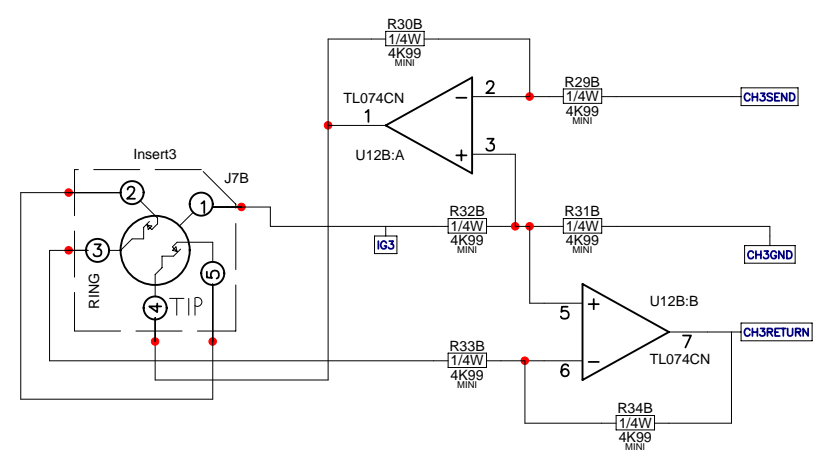 R30B
1/4W
4K99
MINI
TL074CN
1
2
3
U12B:A
R29B
1/4W
4K99
MINI
CH3SEND
Insert3
J7B
2
1
3
RING
4
TIP
5
IG3
R32B
1/4W
4K99
MINI
R31B
1/4W
4K99
MINI
CH3GND
U12B:B
5
6
7
TL074CN
CH3RETURN
R33B
1/4W
4K99
MINI
R34B
1/4W
4K99
MINI